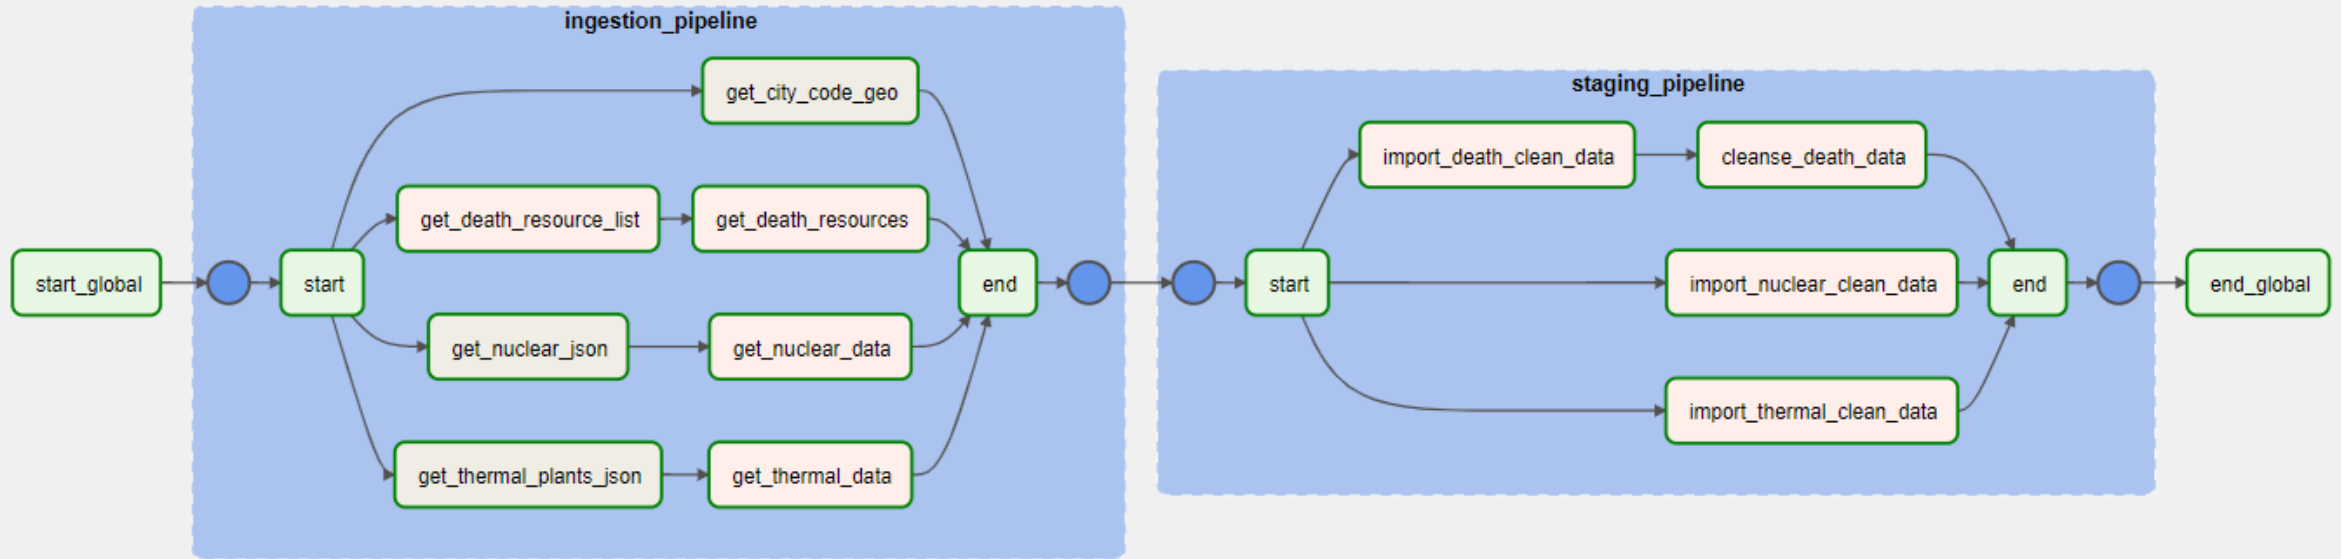 ingestion_pipeline
get_city_code_geo
get_death_resource_list
get_death_resources
start_global
start
end
get_nuclear_json
get_nuclear_data
get_thermal_plants_json
get_thermal_data
staging_pipeline
import_death_clean_data
cleanse_death_data
start
import_nuclear_clean_data
end
end_global
import_thermal_clean_data